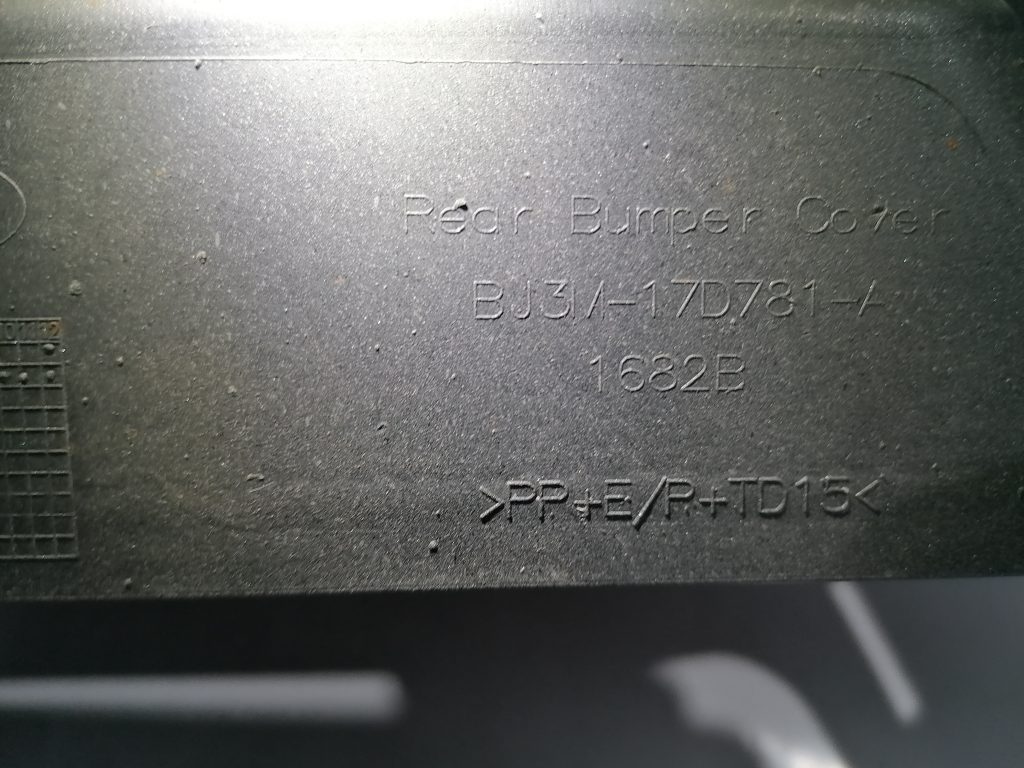 Rear Bumper Cover
BJ3M-17D781-A
1682B
>PP+E/P+TD15<